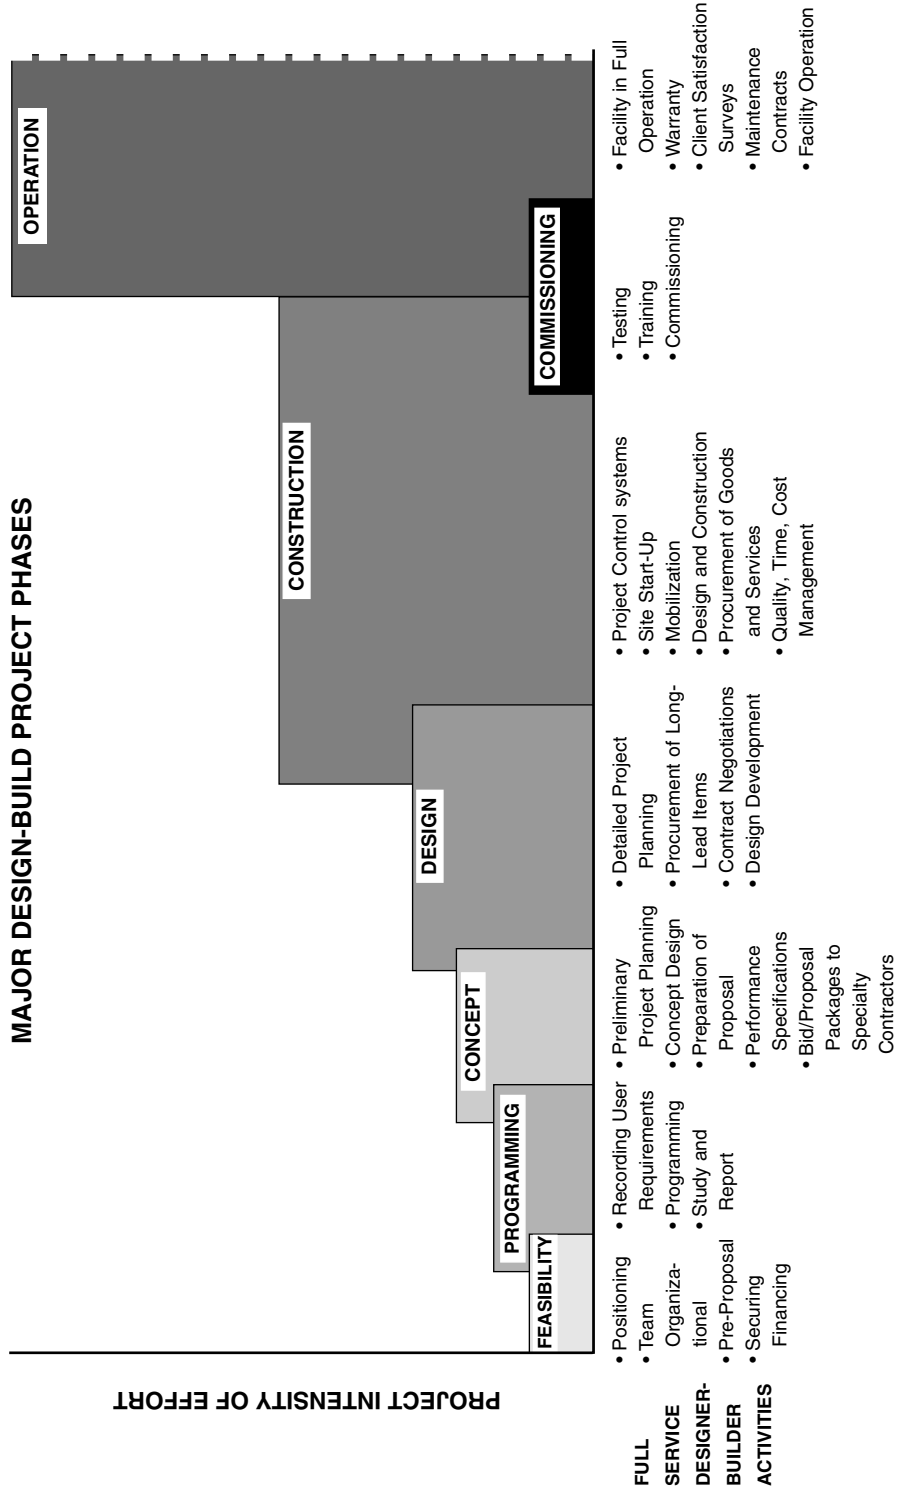 MAJOR DESIGN-BUILD PROJECT PHASES
PROJECT INTENSITY OF EFFORT
FEASIBILITY
PROGRAMMING
CONCEPT
DESIGN
CONSTRUCTION
COMMISSIONING
OPERATION
FULL
SERVICE
DESIGNER-
BUILDER
ACTIVITIES
• Positioning
• Team
Organiza-
tional
• Pre-Proposal
• Securing
Financing
• Recording User
Requirements
• Programming
• Study and
Report
• Preliminary
Project Planning
• Concept Design
• Preparation of
Proposal
• Performance
Specifications
• Bid/Proposal
Packages to
Specialty
Contractors
• Detailed Project
Planning
• Procurement of Long-
Lead Items
• Contract Negotiations
• Design Development
• Project Control systems
• Site Start-Up
• Mobilization
• Design and Construction
• Procurement of Goods
and Services
• Quality, Time, Cost
Management
• Testing
• Training
• Commissioning
• Facility in Full
Operation
• Warranty
• Client Satisfaction
Surveys
• Maintenance
Contracts
• Facility Operation